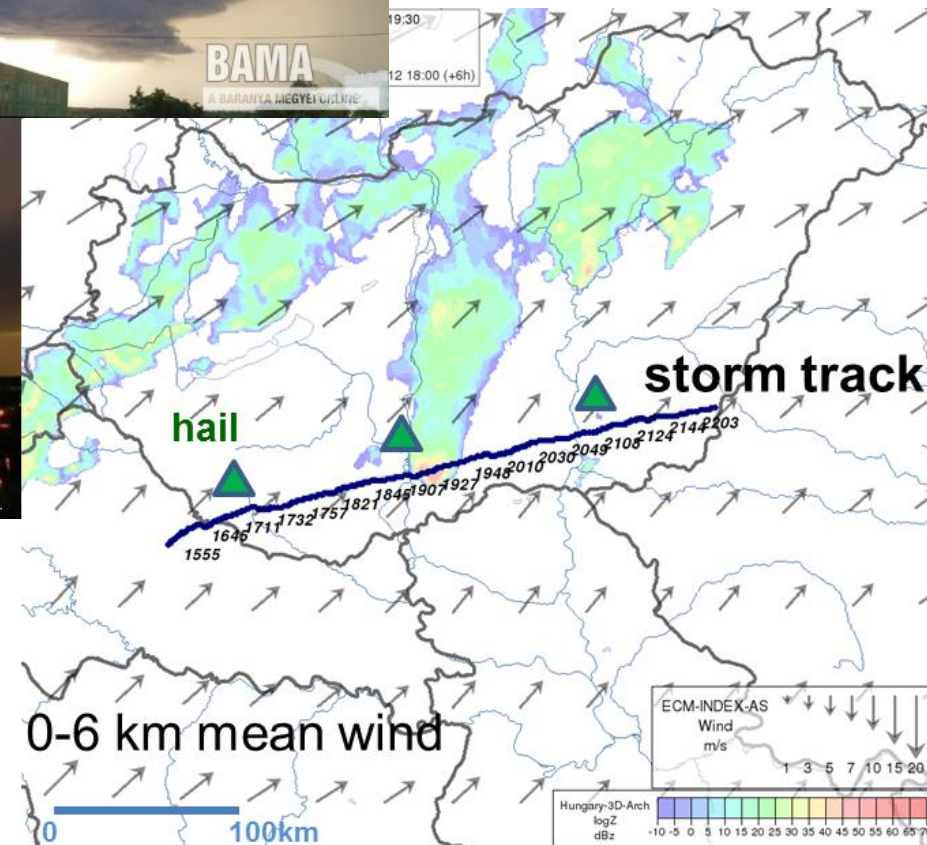 BAMA
A BARANYA MEGYEI ONLINE
19:30
12 18:00 (+6h)
storm track
hail
1555
1645
1711
1732
1757
1821
1845
1907
1927
1948
2010
2030
2049
2108
2124
2144
2203
0-6 km mean wind
0 100km
ECM-INDEX-AS
Wind
m/s
1 3 5 7 10 15 20
Hungary-3D-Arch
logZ
dBz
-10 -5 0 5 10 15 20 25 30 35 40 45 50 55 60 65